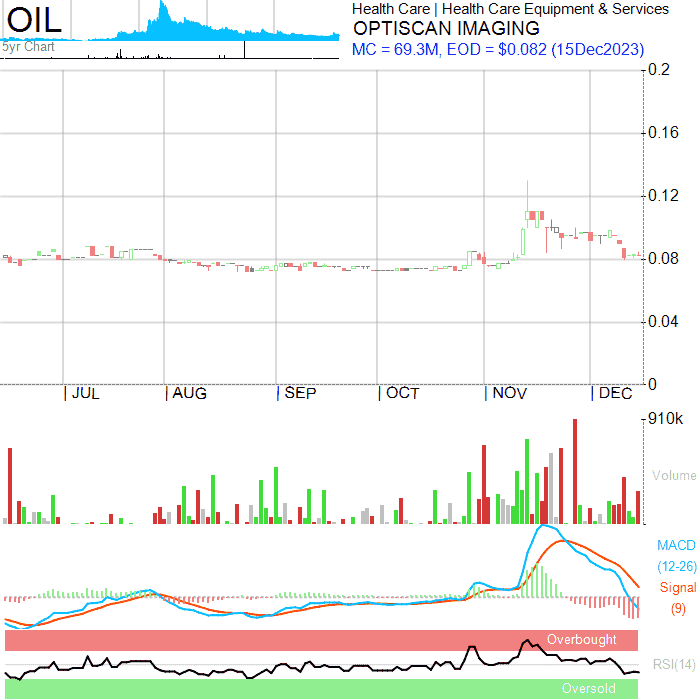 OIL
5yr Chart
Health Care | Health Care Equipment & Services
OPTISCAN IMAGING
MC = 69.3M, EOD = $0.082 (15Dec2023)
0.2
0.16
0.12
0.08
0.04
0
| JUL | AUG | SEP | OCT | NOV | DEC
910k
Volume
MACD
(12-26)
Signal
(9)
Overbought
RSI(14)
Oversold